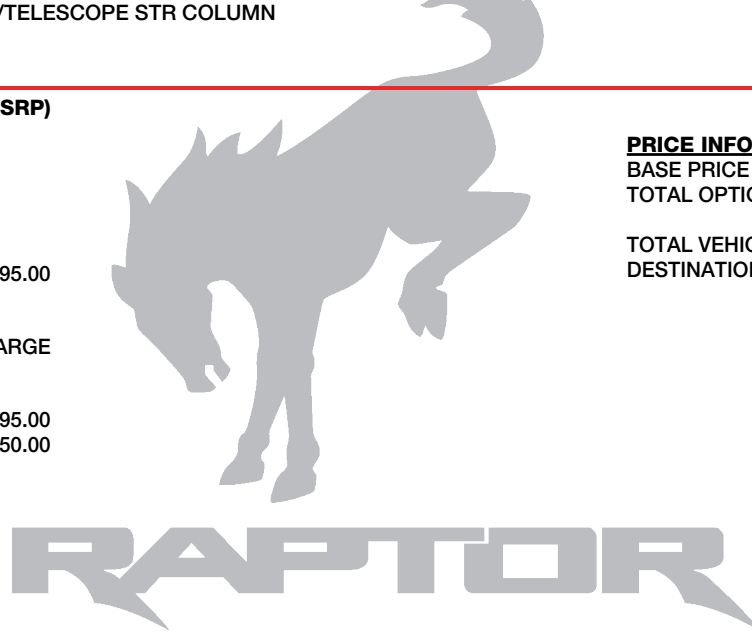 /TELESCOPE STR COLUMN
SRP)
95.00
ARGE
95.00
50.00
PRICE INFO
BASE PRICE
TOTAL OPTIO
TOTAL VEHIC
DESTINATION
RAPTOR